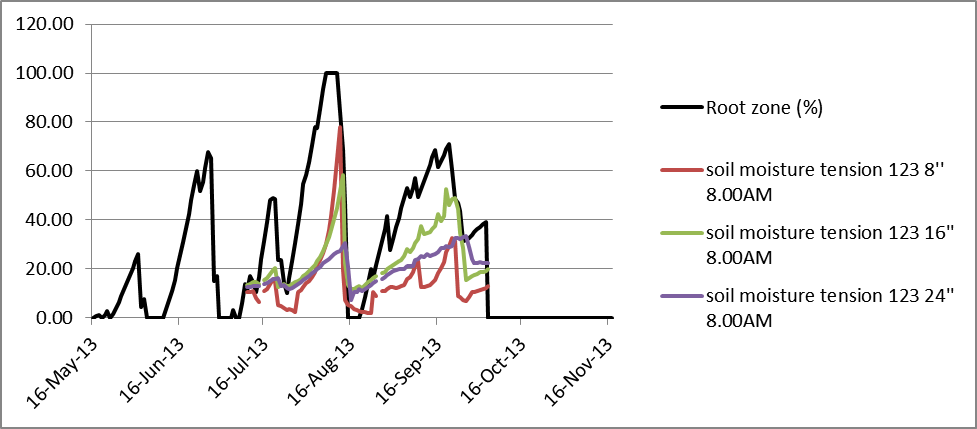 120.00
100.00
80.00
60.00
40.00
20.00
0.00
16-May-13
16-Jun-13
16-Jul-13
16-Aug-13
16-Sep-13
16-Oct-13
16-Nov-13
Root zone (%)
soil moisture tension 123 8''
8.00AM
soil moisture tension 123 16"
8.00AM
soil moisture tension 123 24"
8.00AM